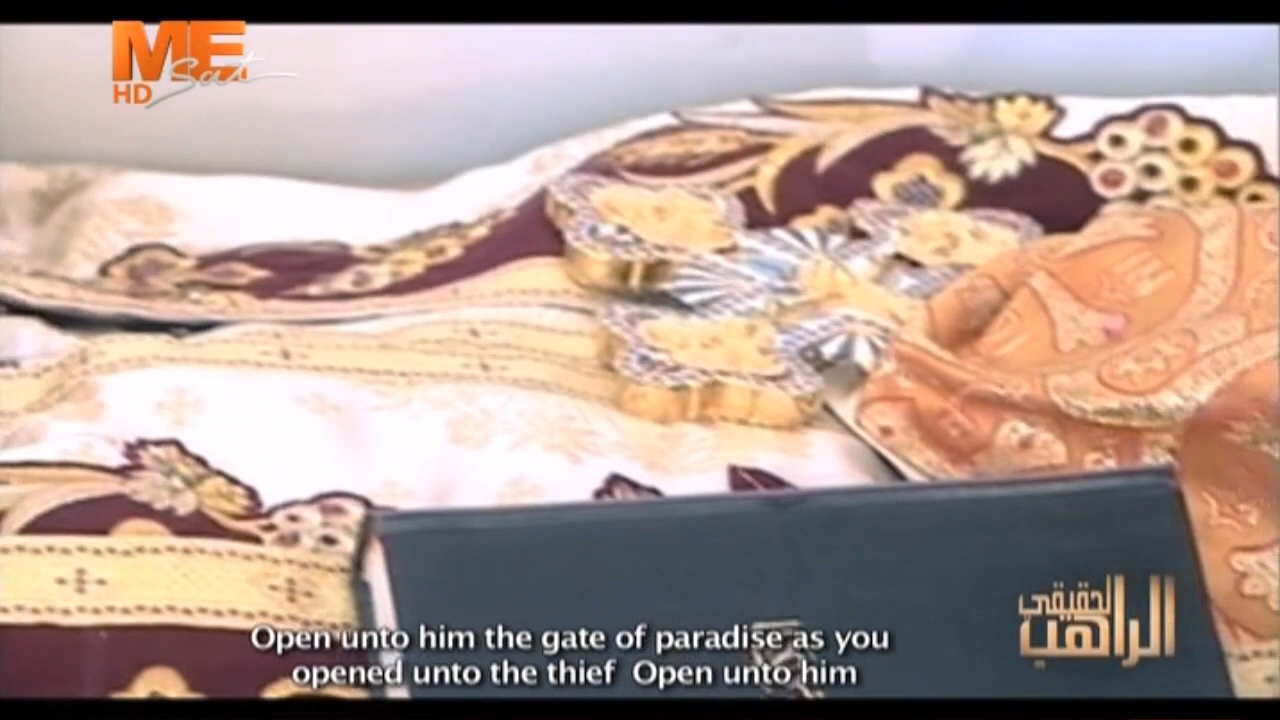 ME
Sat
HD
الراهب
الحقيقي
Open unto him the gate of paradise as you
opened unto the thief Open unto him